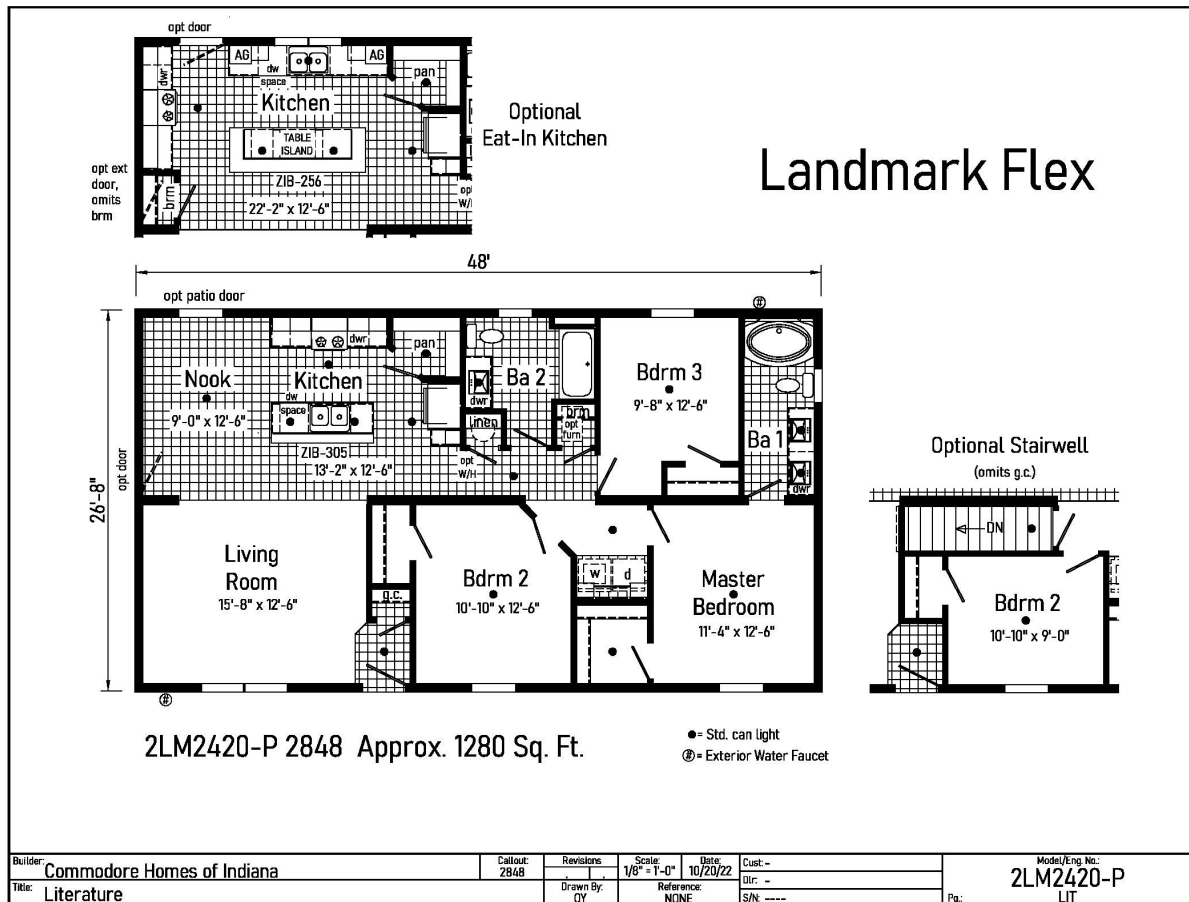 opt door
AG
AG
dwr
dw
space
pan
Kitchen
TABLE
ISLAND
ZIB-256
22'-2" x 12'-6"
brm
opt ext
door,
omits
brm
Optional
Eat-In Kitchen
Landmark Flex
48'
26'-8"
opt patio door
opt door
Nook
9'-0" x 12'-6"
Kitchen
dwr
pan
dw
space
ZIB-305
13'-2" x 12'-6"
Ba 2
dwr
linen
brm
opt
furn
opt
W/H
Bdrm 3
9'-8" x 12'-6"
Ba 1
dwr
Living
Room
15'-8" x 12'-6"
g.c.
Bdrm 2
10'-10" x 12'-6"
w
d
Master
Bedroom
11'-4" x 12'-6"
Optional Stairwell
(omits g.c.)
DN
Bdrm 2
10'-10" x 9'-0"
#
#
2LM2420-P 2848 Approx. 1280 Sq. Ft.
● = Std. can light
# = Exterior Water Faucet
Builder: Commodore Homes of Indiana
Title: Literature
Callout:
2848
Revisions
Drawn By:
OY
Scale:
1/8" = 1'-0"
Date:
10/20/22
Reference:
NONE
Cust: -
Dlr: -
S/N: ----
Model/Eng. No.:
2LM2420-P
Pg.: LIT